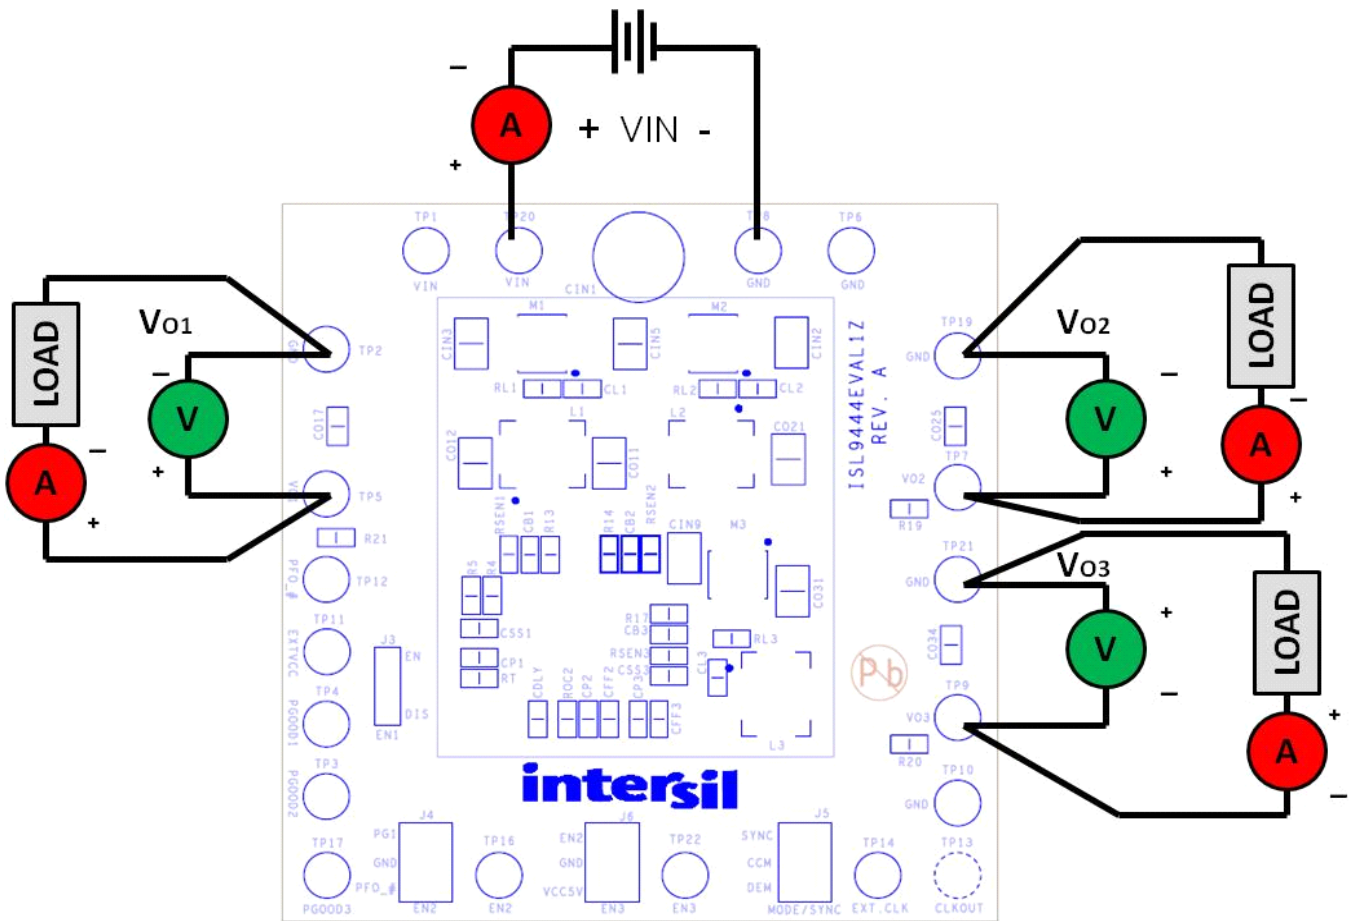 −
A
+ VIN -
+
TP1
TP20
TP8
TP6
VIN
VIN
CIN1
GND
GND
LOAD
VO1
−
V
+
−
A
+
GND
TP2
CO17
VO1
TP5
R21
PFO_#
TP12
TP11
EXTVCC
TP4
PGOOD1
TP3
PGOOD2
TP17
PGOOD3
J3
EN
DIS
EN1
M1
M2
CIN3
CIN5
CIN2
RL1
CL1
RL2
CL2
L1
L2
CO12
CO11
CO21
RSEN1
CB1
R13
R14
CB2
RSEN2
CIN9
M3
CO31
R5
R4
CSS1
CP1
RT
R17
CB3
RSEN3
CSS3
RL3
CL3
CDLY
ROC2
CP2
CFF2
CP3
CFF3
L3
ISL9444EVAL1Z
REV. A
Pb
intersil
TP19
GND
CO25
TP7
VO2
R19
TP21
GND
CO34
TP9
VO3
R20
TP10
GND
TP13
CLKOUT
VO2
−
V
+
LOAD
−
A
+
VO3
+
V
−
LOAD
+
A
−
J4
PG1
GND
PFO_#
EN2
TP16
EN2
J6
EN2
GND
VCC5V
EN3
TP22
EN3
J5
SYNC
CCM
DEM
MODE/SYNC
TP14
EXT.CLK